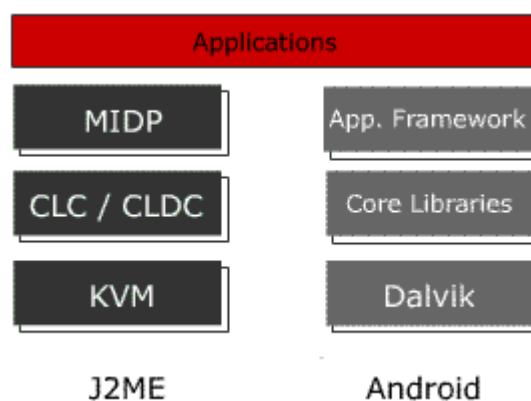 Applications
MIDP
App. Framework
CLC / CLDC
Core Libraries
KVM
Dalvik
J2ME
Android